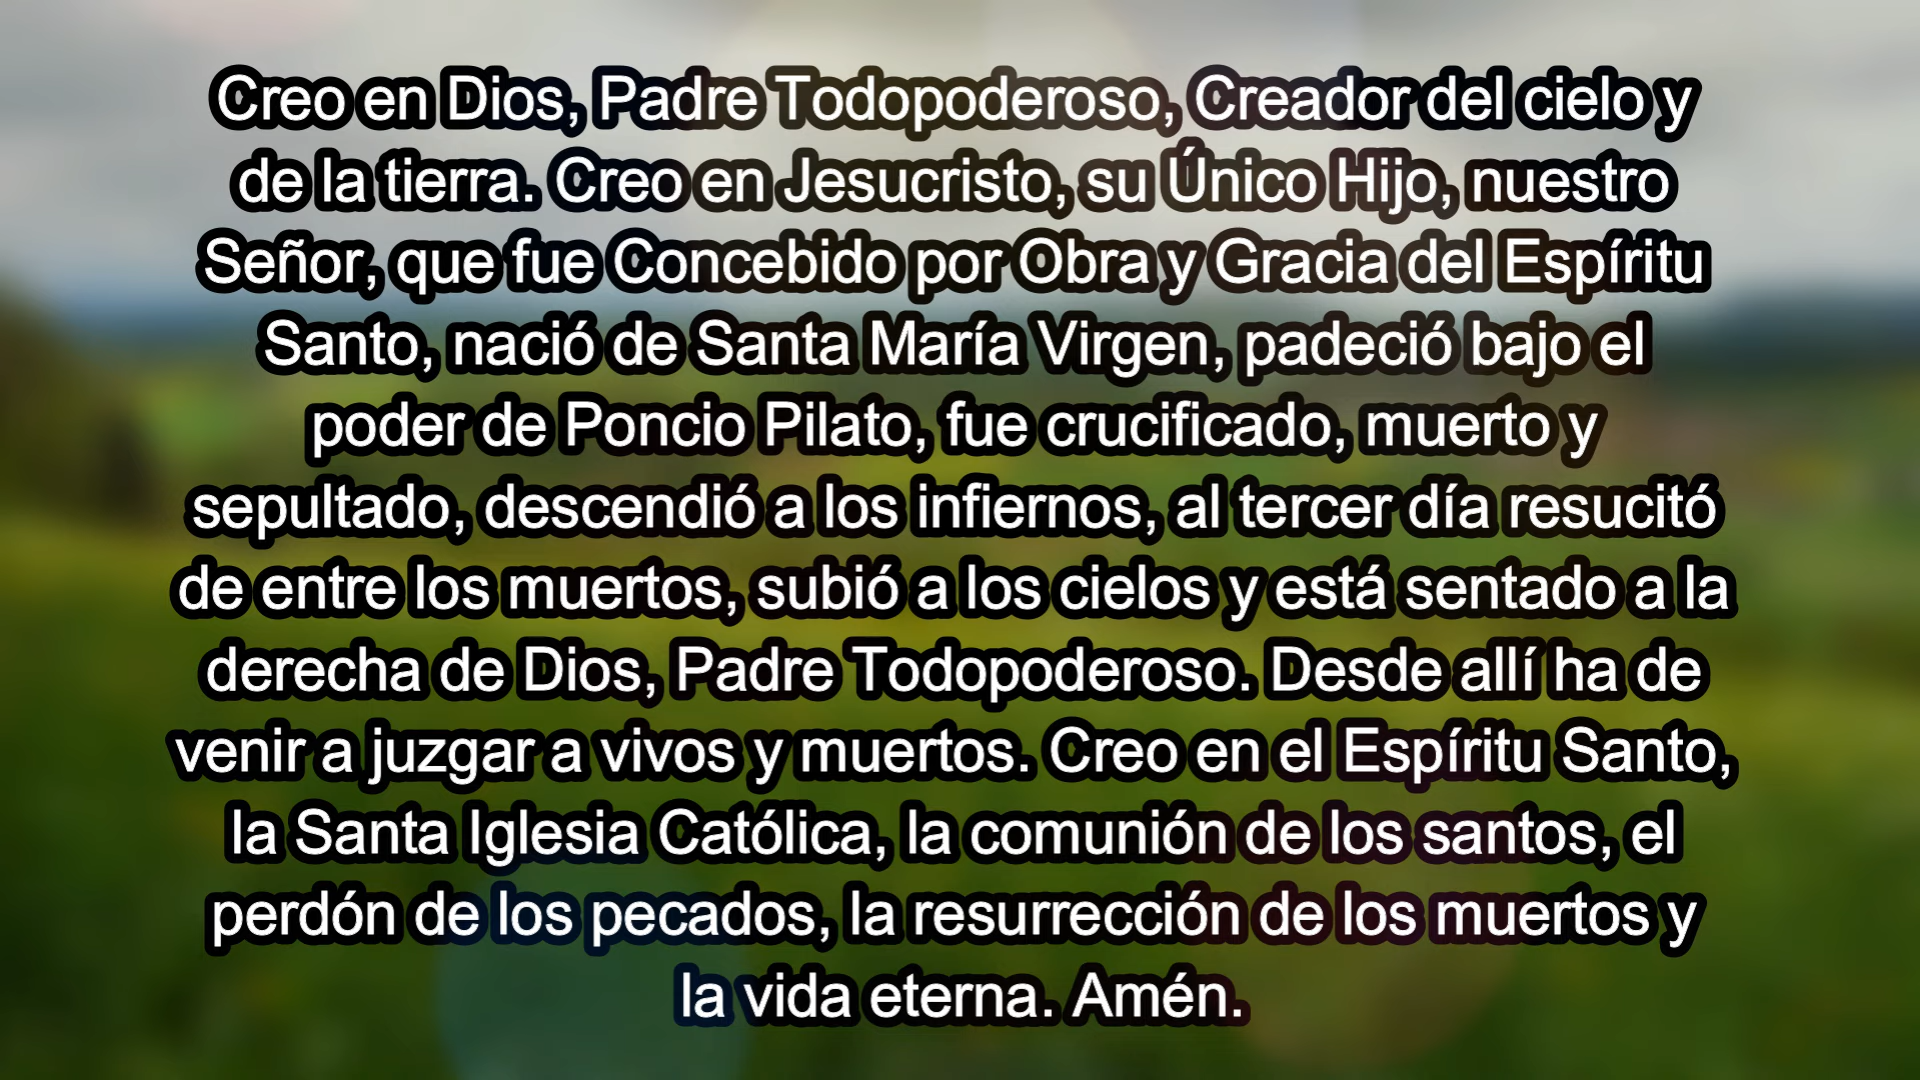 Creo en Dios, Padre Todopoderoso, Creador del cielo y
de la tierra. Creo en Jesucristo, su Único Hijo, nuestro
Señor, que fue Concebido por Obra y Gracia del Espíritu
Santo, nació de Santa María Virgen, padeció bajo el
poder de Poncio Pilato, fue crucificado, muerto y
sepultado, descendió a los infiernos, al tercer día resucitó
de entre los muertos, subió a los cielos y está sentado a la
derecha de Dios, Padre Todopoderoso. Desde allí ha de
venir a juzgar a vivos y muertos. Creo en el Espíritu Santo,
la Santa Iglesia Católica, la comunión de los santos, el
perdón de los pecados, la resurrección de los muertos y
la vida eterna. Amén.